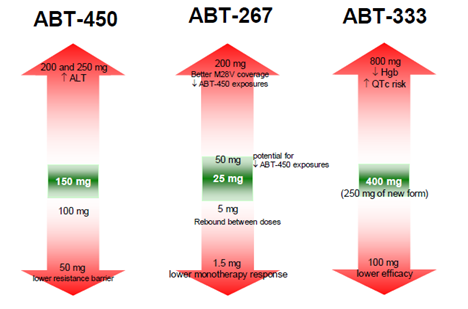 ABT-450
200 and 250 mg
↑ ALT
150 mg
100 mg
50 mg
lower resistance barrier
ABT-267
200 mg
Better M28V coverage
↓ ABT-450 exposures
50 mg
potential for
↓ ABT-450 exposures
25 mg
5 mg
Rebound between doses
1.5 mg
lower monotherapy response
ABT-333
800 mg
↓ Hgb
↑ QTc risk
400 mg
(250 mg of new form)
100 mg
lower efficacy